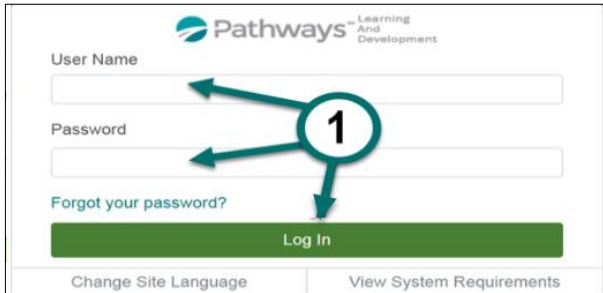 Pathways Learning And Development
User Name
Password
1
Forgot your password?
Log In
Change Site Language View System Requirements